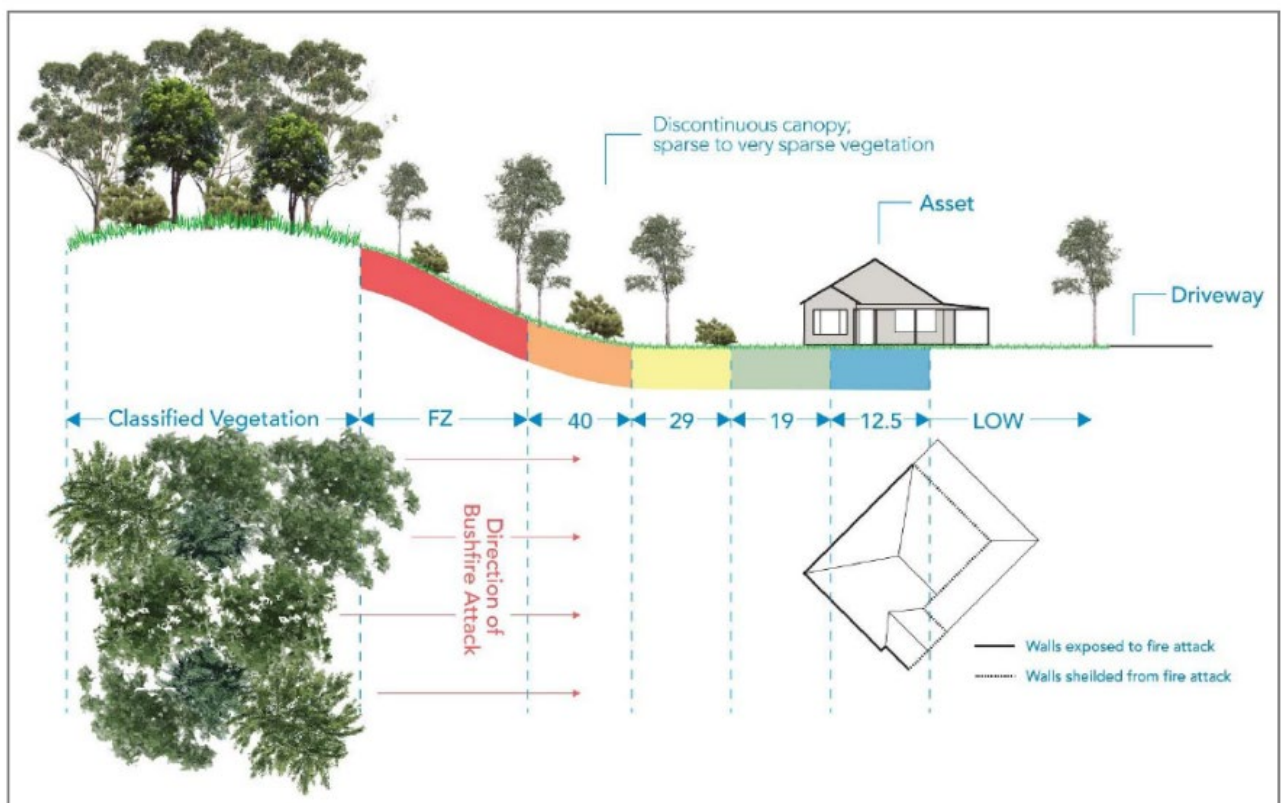 Discontinuous canopy;
sparse to very sparse vegetation
Asset
Driveway
Classified Vegetation
FZ
40
29
19
12.5
LOW
Direction of
Bushfire Attack
Walls exposed to fire attack
Walls sheilded from fire attack